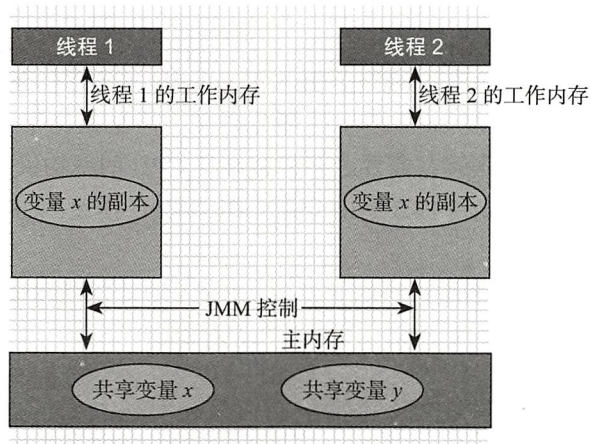 线程 1
线程 2
线程 1 的工作内存
线程 2 的工作内存
变量 x 的副本
变量 x 的副本
JMM 控制
主内存
共享变量 x
共享变量 y